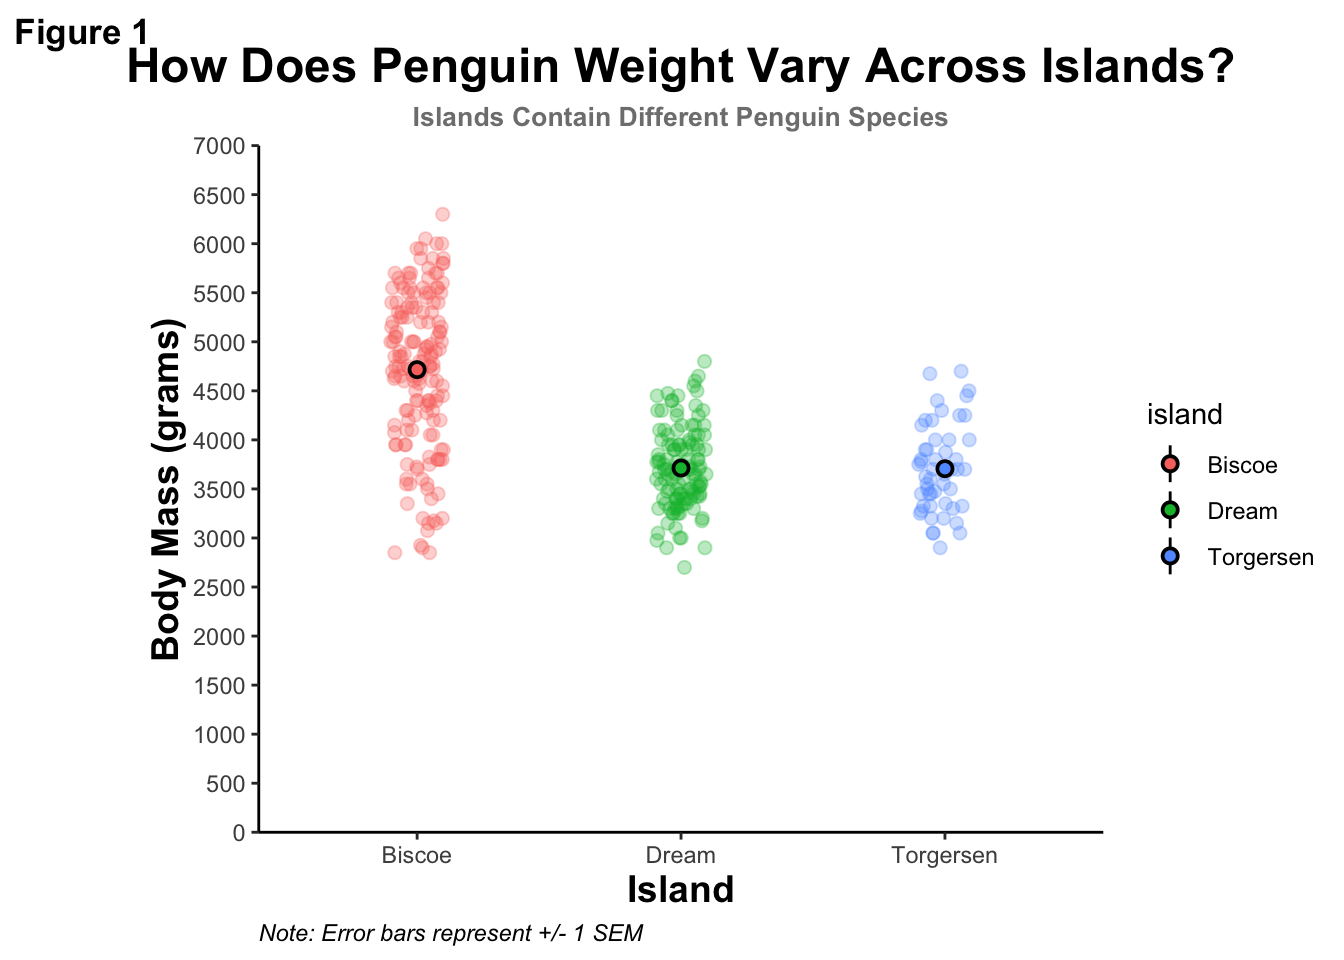 Figure 1
How Does Penguin Weight Vary Across Islands?
Islands Contain Different Penguin Species
7000
6500
6000
5500
5000
4500
4000
3500
3000
2500
2000
1500
1000
500
0
Body Mass (grams)
Biscoe Dream Torgersen
Island
Note: Error bars represent +/- 1 SEM
island
Biscoe
Dream
Torgersen